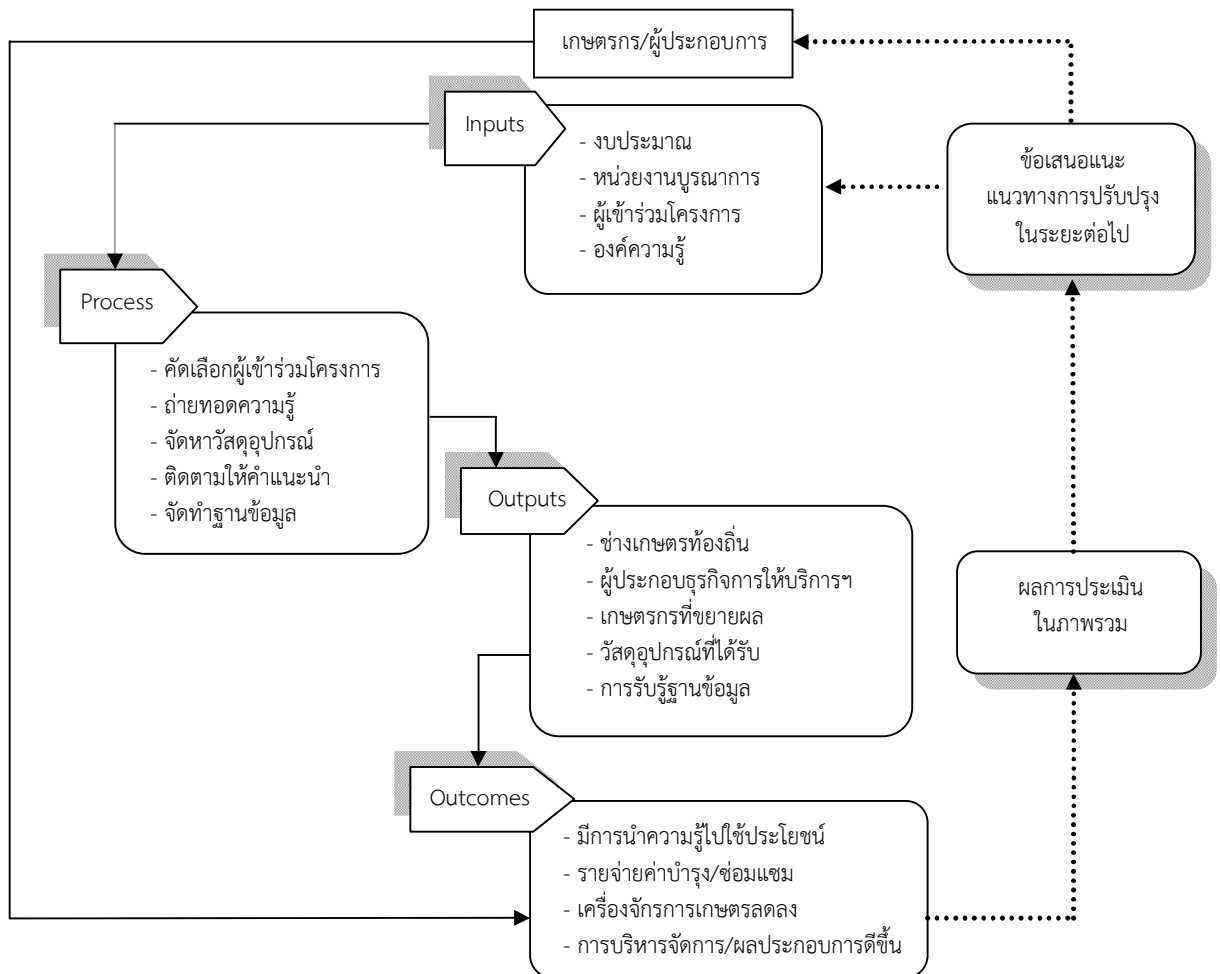 เกษตรกร/ผู้ประกอบการ
Inputs
- งบประมาณ
- หน่วยงานบูรณาการ
- ผู้เข้าร่วมโครงการ
- องค์ความรู้
ข้อเสนอแนะ
แนวทางการปรับปรุง
ในระยะต่อไป
Process
- คัดเลือกผู้เข้าร่วมโครงการ
- ถ่ายทอดความรู้
- จัดหาวัสดุอุปกรณ์
- ติดตามให้คำแนะนำ
- จัดทำฐานข้อมูล
Outputs
- ช่างเกษตรท้องถิ่น
- ผู้ประกอบธุรกิจการให้บริการฯ
- เกษตรกรที่ขยายผล
- วัสดุอุปกรณ์ที่ได้รับ
- การรับรู้ฐานข้อมูล
ผลการประเมิน
ในภาพรวม
Outcomes
- มีการนำความรู้ไปใช้ประโยชน์
- รายจ่ายค่าบำรุง/ซ่อมแซม
- เครื่องจักรการเกษตรลดลง
- การบริหารจัดการ/ผลประกอบการดีขึ้น